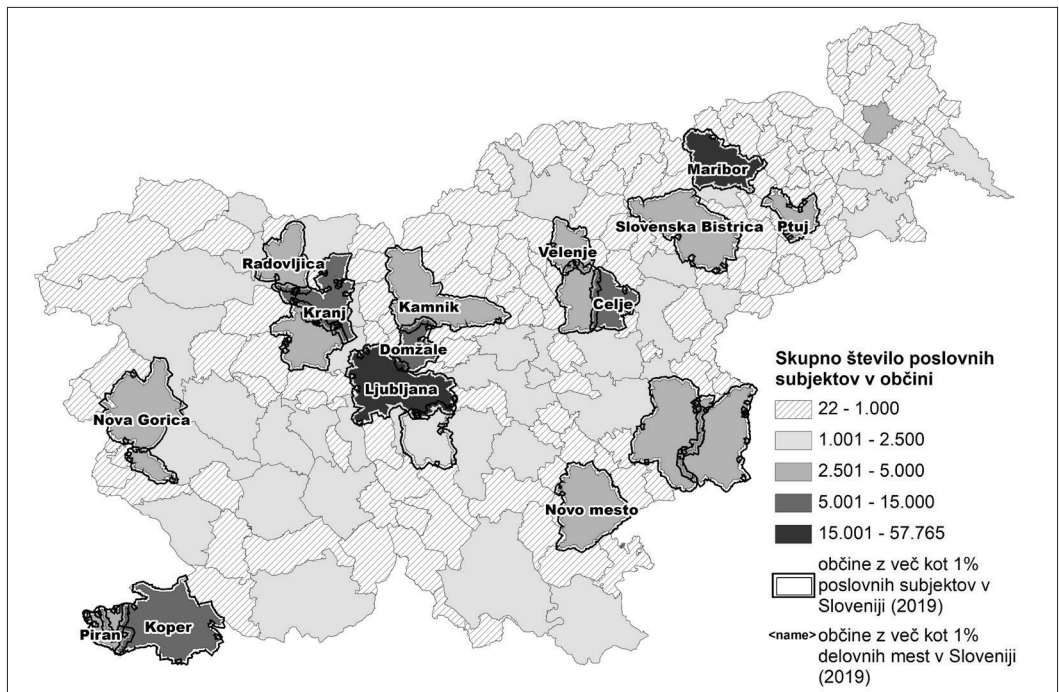 Maribor
Slovenska Bistrica
Ptuj
Velenje
Radovljica
Celje
Kamnik
Kranj
Domžale
Ljubljana
Nova Gorica
Novo mesto
Piran
Koper
Skupno število poslovnih
subjektov v občini
22 - 1.000
1.001 - 2.500
2.501 - 5.000
5.001 - 15.000
15.001 - 57.765
občine z več kot 1%
poslovnih subjektov v
Sloveniji (2019)
<name> občine z več kot 1%
delovnih mest v Sloveniji
(2019)